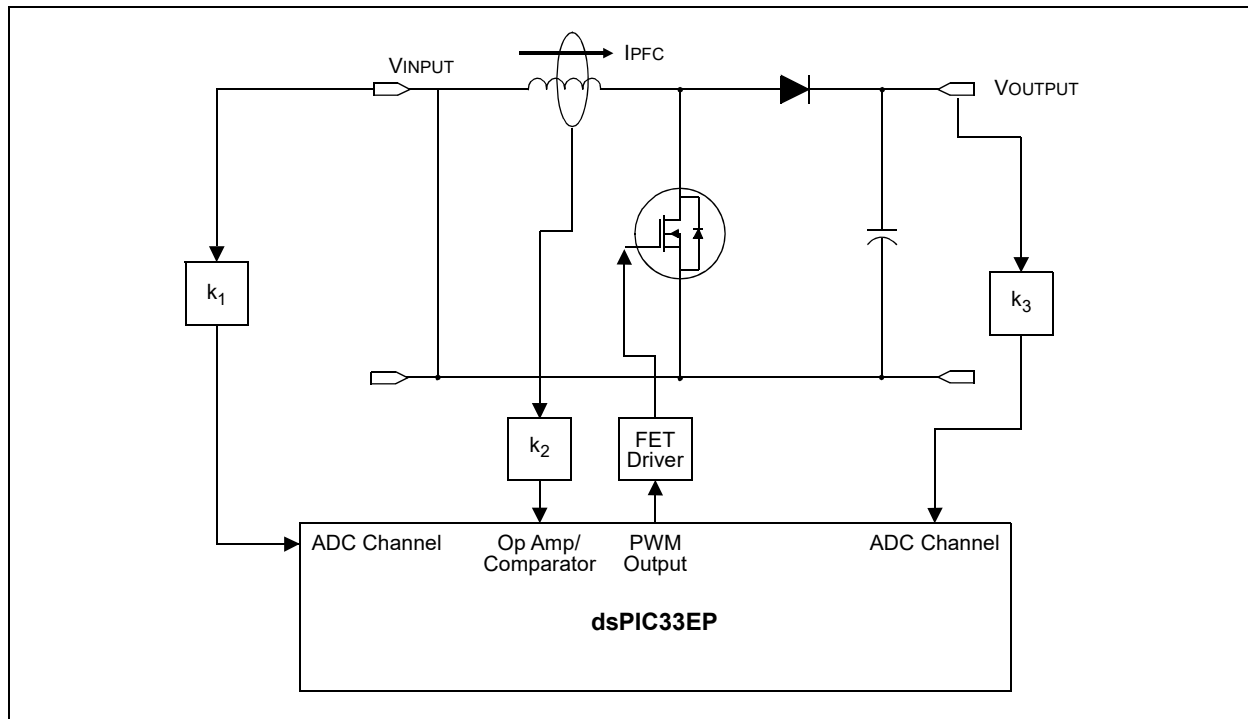 IPFC
VINPUT
VOUTPUT
k1
k3
k2
FET
Driver
ADC Channel
Op Amp/
Comparator
PWM
Output
ADC Channel
dsPIC33EP